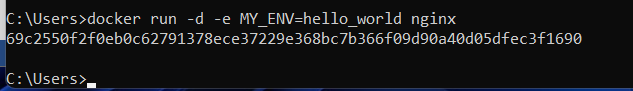 C:\Users>docker run -d -e MY_ENV=hello_world nginx
69c2550f2f0eb0c62791378ece37229e368bc7b366f09d90a40d05dfec3f1690
C:\Users>